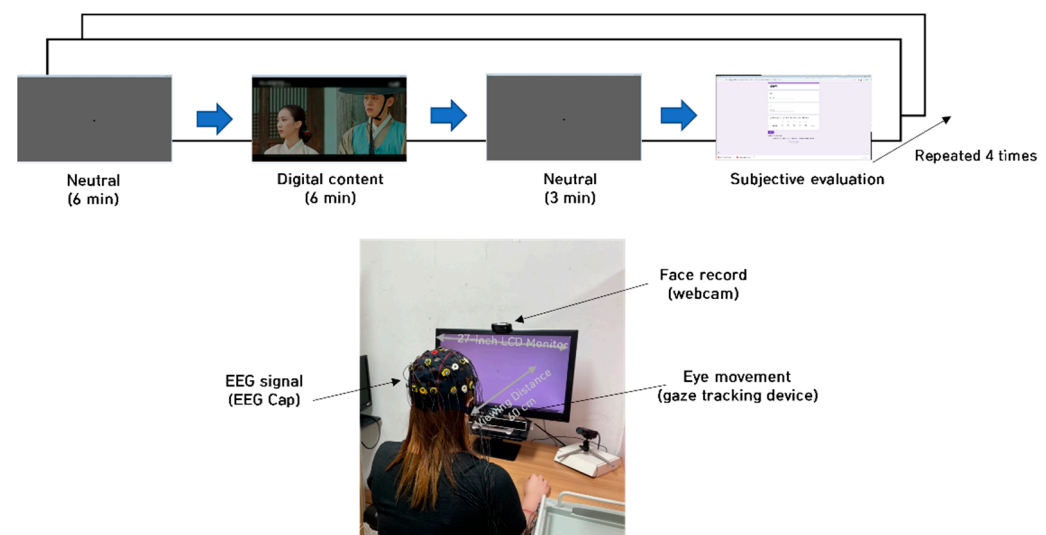 Neutral
(6 min)
Digital content
(6 min)
Neutral
(3 min)
Subjective evaluation
Repeated 4 times
Face record
(webcam)
27-Inch LCD Monitor
EEG signal
(EEG Cap)
Viewing Distance
60 cm
Eye movement
(gaze tracking device)